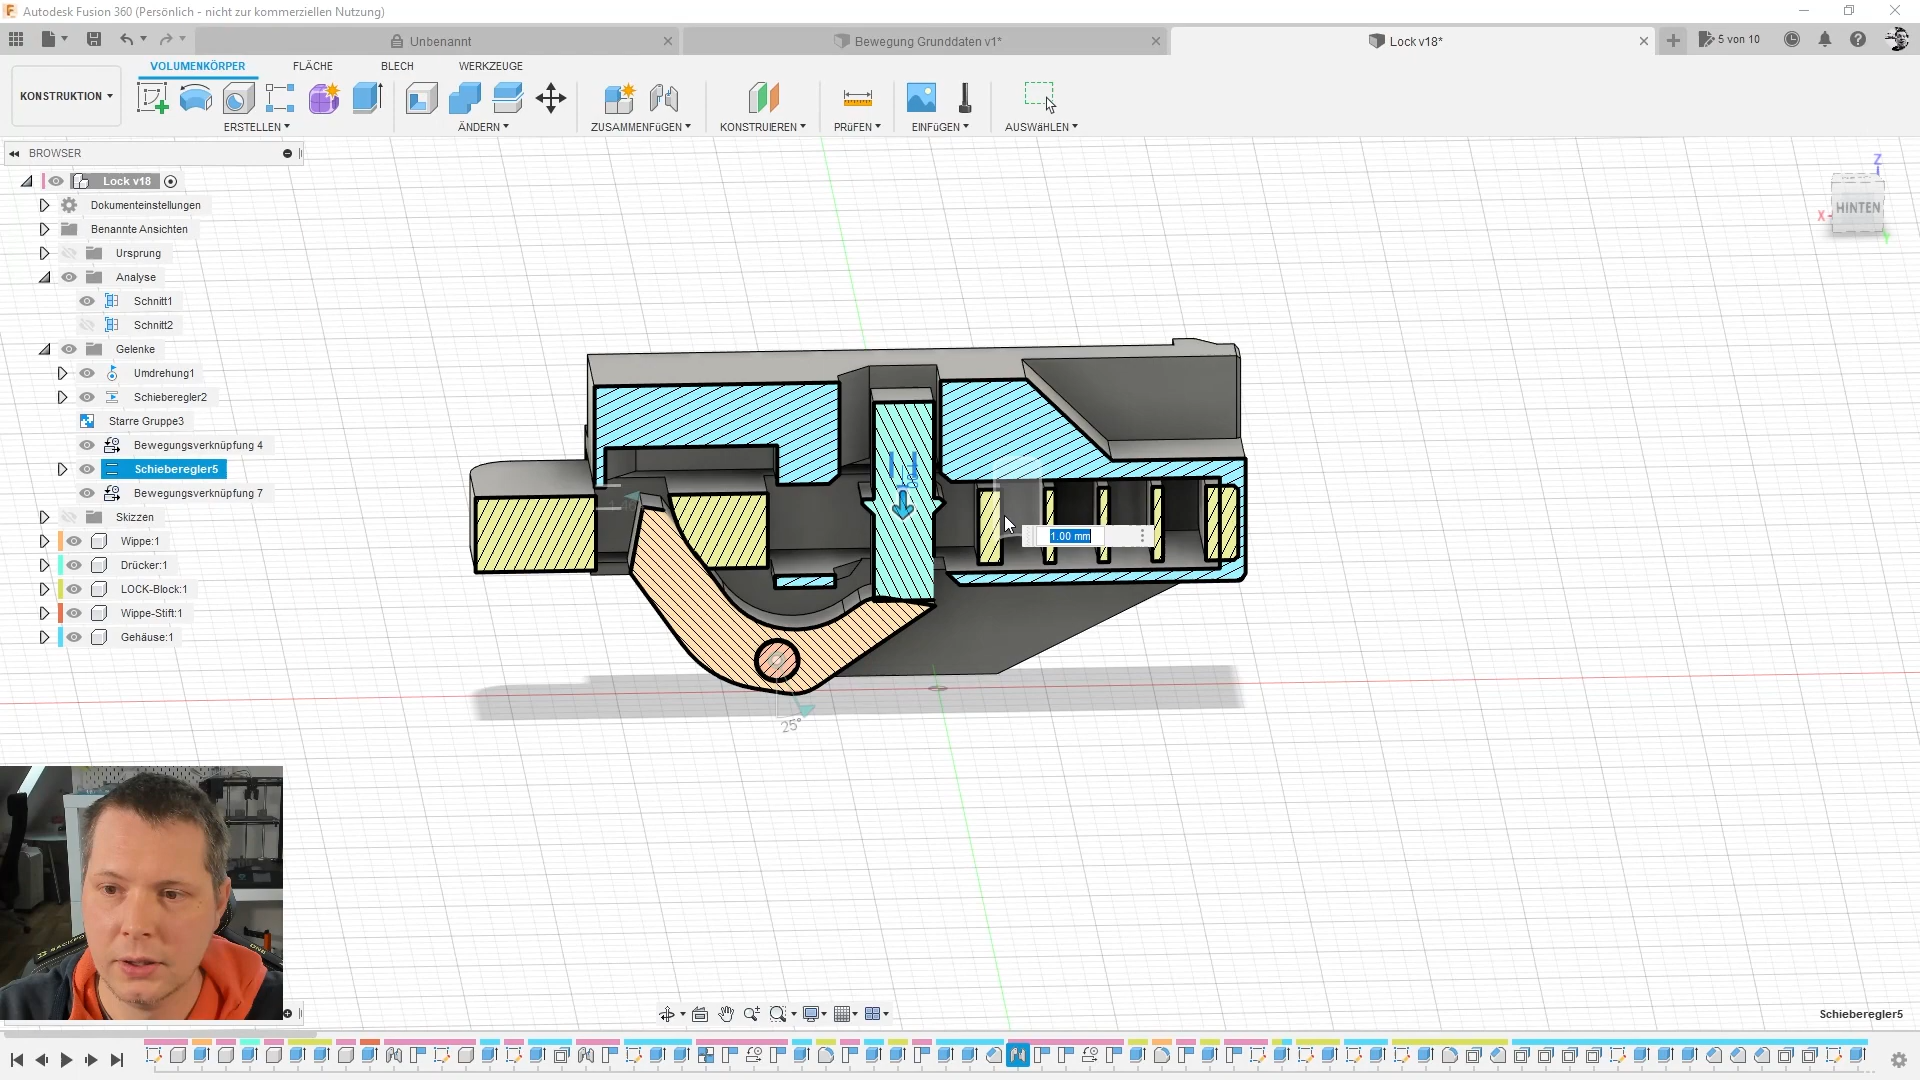 Autodesk Fusion 360 (Persönlich - nicht zur kommerziellen Nutzung)
Unbenannt
Bewegung Grunddaten v1*
Lock v18*
5 von 10
KONSTRUKTION
VOLUMENKÖRPER
FLÄCHE
BLECH
WERKZEUGE
ERSTELLEN
ÄNDERN
ZUSAMMENFüGEN
KONSTRUIEREN
PRüFEN
EINFüGEN
AUSWäHLEN
BROWSER
Lock v18
Dokumenteinstellungen
Benannte Ansichten
Ursprung
Analyse
Schnitt1
Schnitt2
Gelenke
Umdrehung1
Schieberegler2
Starre Gruppe3
Bewegungsverknüpfung 4
Schieberegler5
Bewegungsverknüpfung 7
Skizzen
Wippe:1
Drücker:1
LOCK-Block:1
Wippe-Stift:1
Gehäuse:1
Z
HINTEN
X
Y
1.00 mm
25°
Schieberegler5